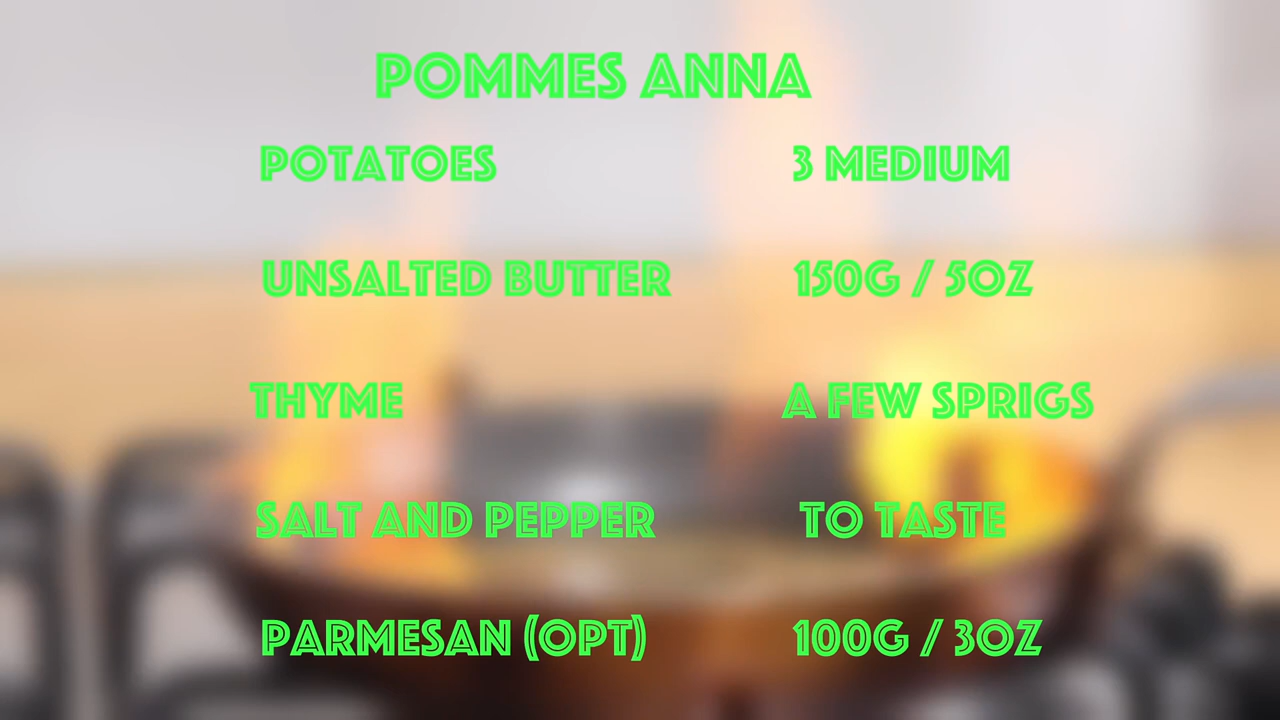 POMMES ANNA
POTATOES 3 MEDIUM
UNSALTED BUTTER 150G / 5OZ
THYME A FEW SPRIGS
SALT AND PEPPER TO TASTE
PARMESAN (OPT) 100G / 3OZ